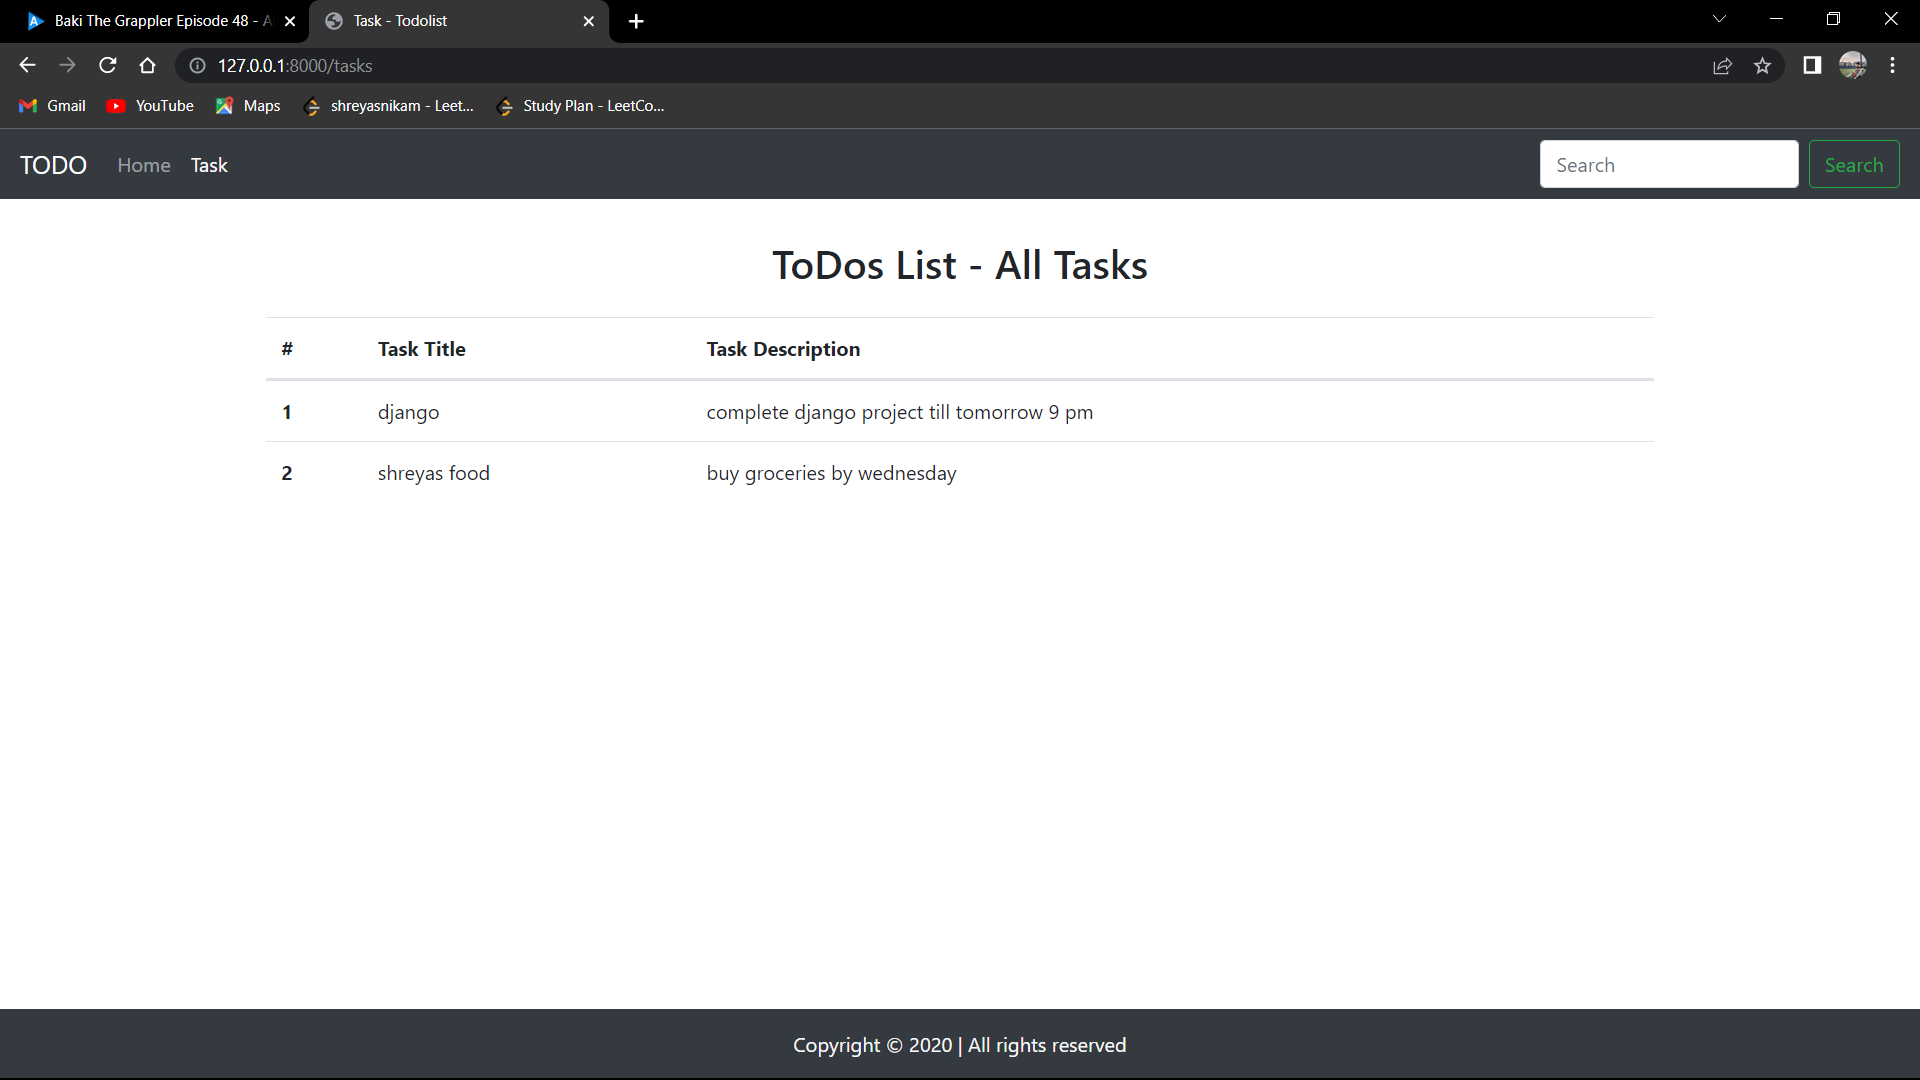 Baki The Grappler Episode 48 - A
Task - Todolist
127.0.0.1:8000/tasks
Gmail YouTube Maps shreyasnikam - Leet... Study Plan - LeetCo...
TODO Home Task Search Search
ToDos List - All Tasks
# Task Title Task Description
1 django complete django project till tomorrow 9 pm
2 shreyas food buy groceries by wednesday
Copyright © 2020 | All rights reserved